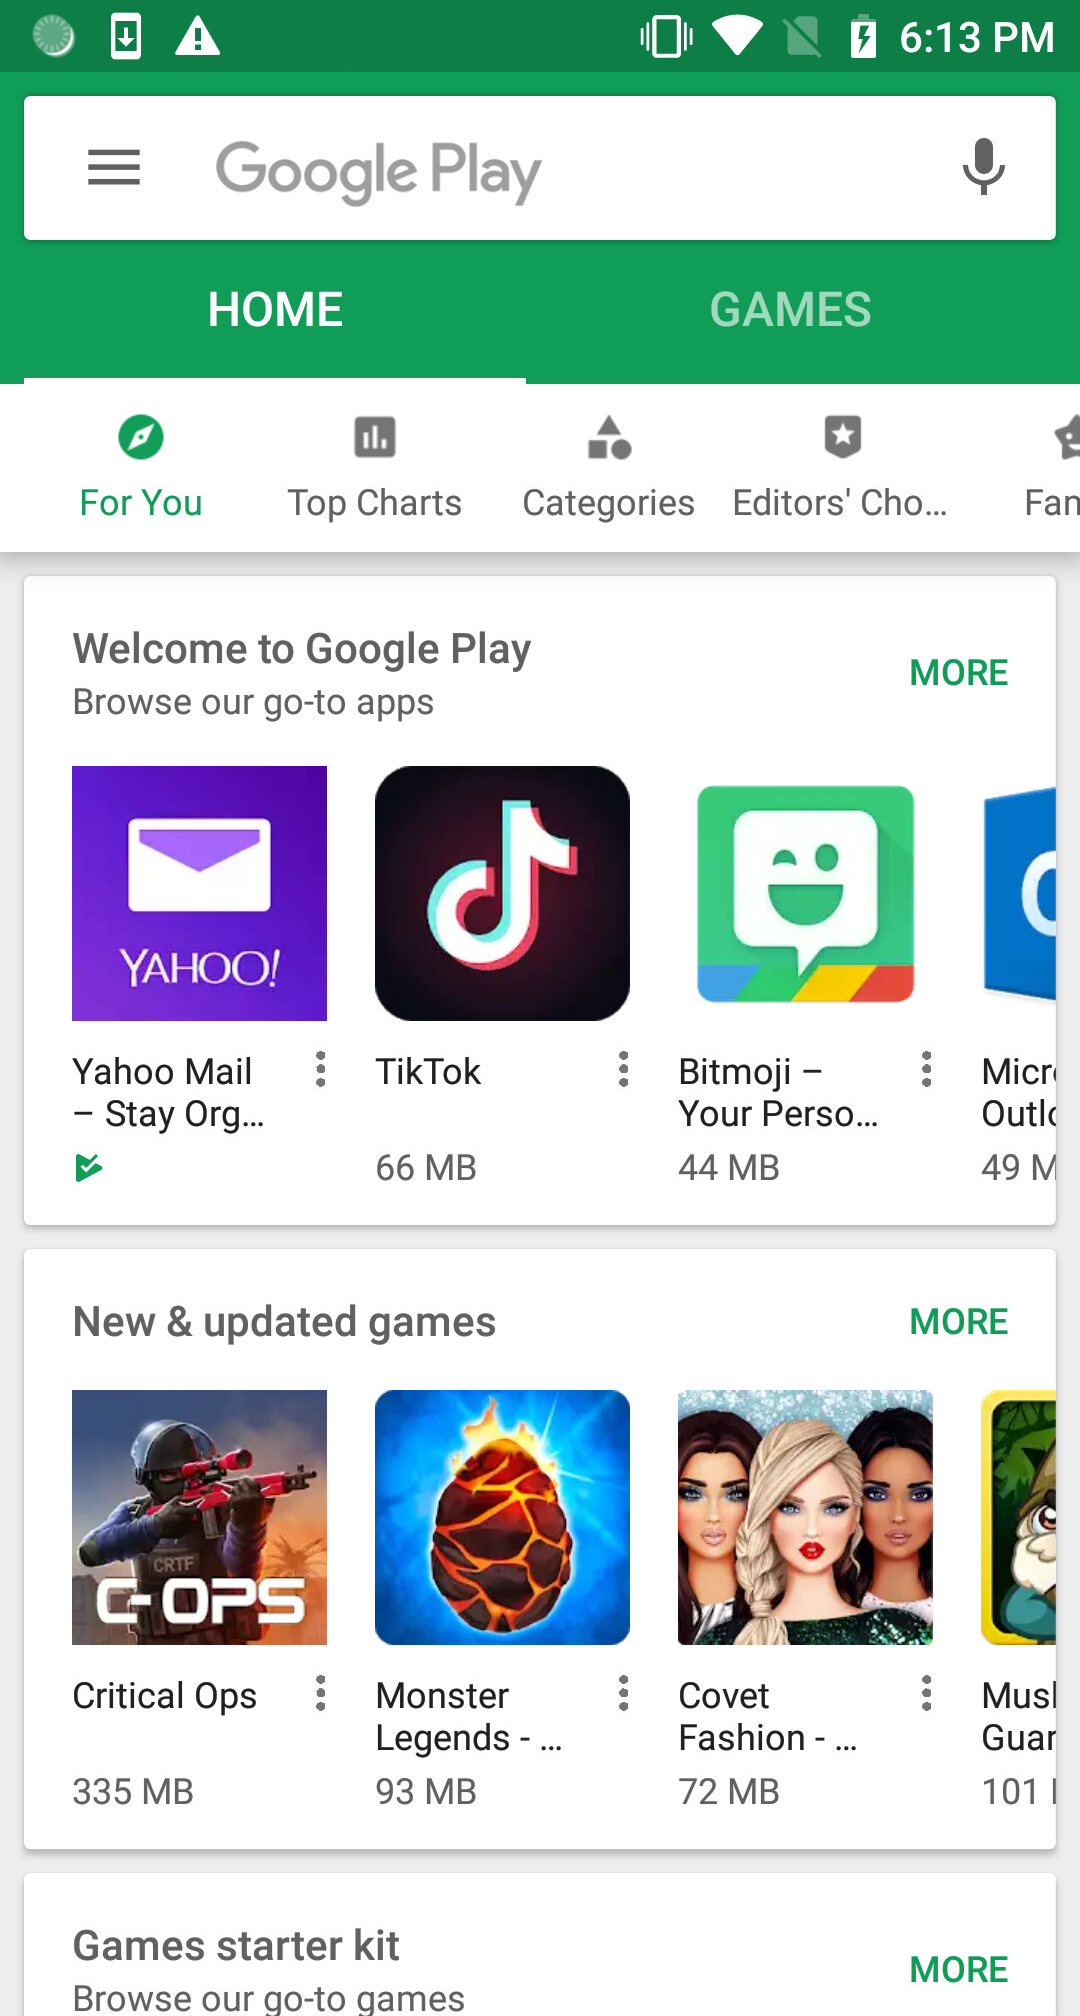 6:13 PM
Google Play
HOME
GAMES
For You
Top Charts
Categories
Editors' Cho...
Fan
Welcome to Google Play
Browse our go-to apps
MORE
YAHOO!
Yahoo Mail
– Stay Org...
TikTok
66 MB
Bitmoji –
Your Perso...
44 MB
Micr
Outlo
49 M
New & updated games
MORE
CRTF
C-OPS
Critical Ops
335 MB
Monster
Legends - ...
93 MB
Covet
Fashion - ...
72 MB
Mus
Guar
101
Games starter kit
Browse our go-to games
MORE